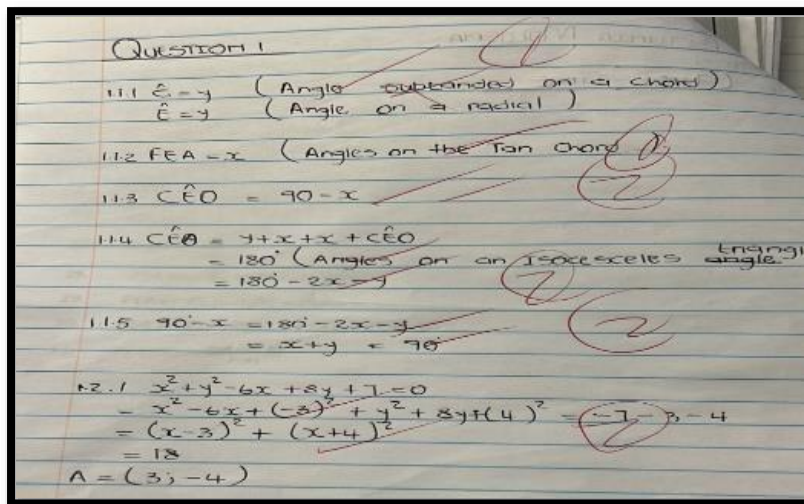 QUESTION 1
1.1.1 Ĉ = y (Angle subtanded on a chord)
Ê = y (Angle on a radial)
1.1.2 FEA = x (Angles on the Tan Chord)
1.1.3 CÊO = 90 - x
1.1.4 CÊO = y + x + x + CÊO
= 180° (Angles on an Isocesceles triangle
= 180° - 2x - y
1.1.5 90° - x = 180° - 2x - y
= x + y = 90°
1.2.1 x² + y² - 6x + 8y + 7 = 0
= x² - 6x + (-3)² + y² + 8y + (4)² = -7 - 3 - 4
= (x-3)² + (x+4)²
= 18
A = (3; -4)